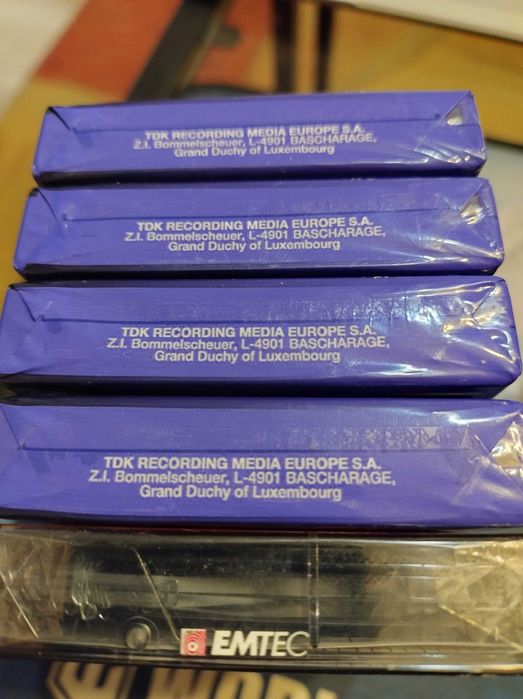 TDK RECORDING MEDIA EUROPE S.A.
Z.I. Bommelscheuer, L-4901 BASCHARAGE,
Grand Duchy of Luxembourg
TDK RECORDING MEDIA EUROPE S.A.
Z.I. Bommelscheuer, L-4901 BASCHARAGE,
Grand Duchy of Luxembourg
TDK RECORDING MEDIA EUROPE S.A.
Z.I. Bommelscheuer, L-4901 BASCHARAGE,
Grand Duchy of Luxembourg
TDK RECORDING MEDIA EUROPE S.A.
Z.I. Bommelscheuer, L-4901 BASCHARAGE,
Grand Duchy of Luxembourg
EMTEC